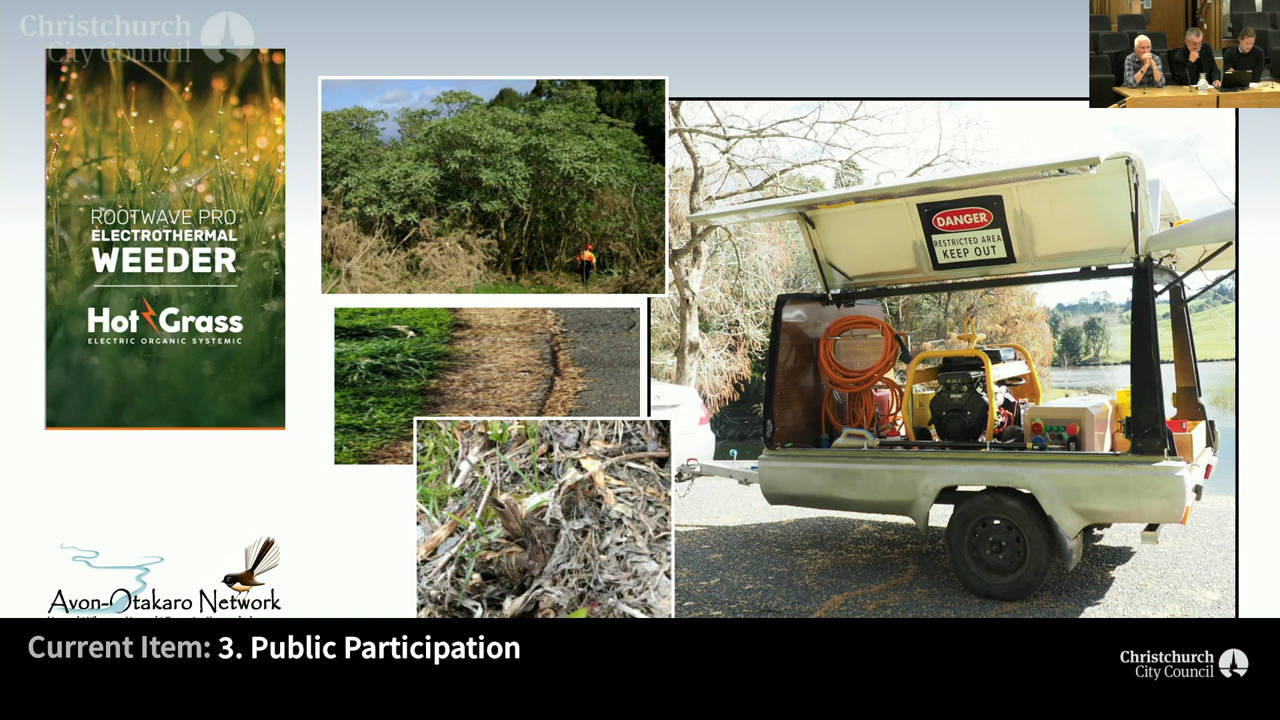 Christchurch
City Council
ROOTWAVE PRO
ELECTROTHERMAL
WEEDER
Hot Grass
ELECTRIC ORGANIC SYSTEMIC
DANGER
RESTRICTED AREA
KEEP OUT
Avon-Otakaro Network
Current Item: 3. Public Participation
Christchurch
City Council